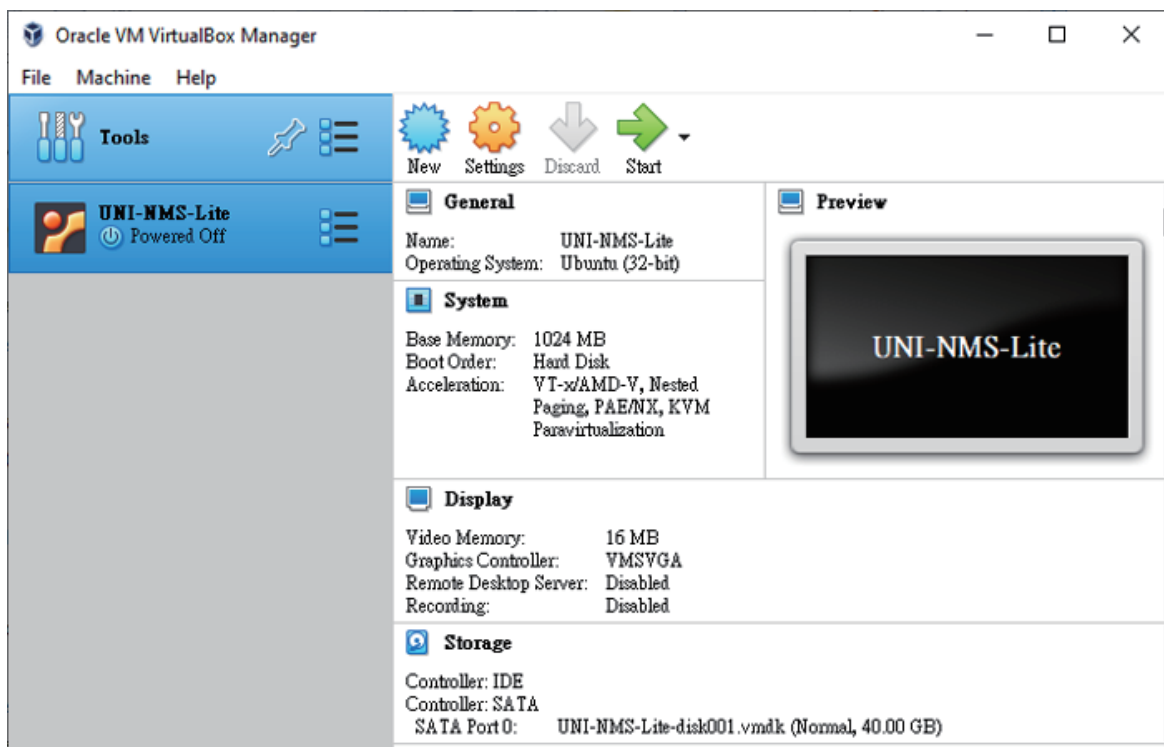 Oracle VM VirtualBox Manager
File Machine Help
Tools
New Settings Discard Start
UNI-NMS-Lite
Powered Off
General
Name: UNI-NMS-Lite
Operating System: Ubuntu (32-bit)
System
Base Memory: 1024 MB
Boot Order: Hard Disk
Acceleration: VT-x/AMD-V, Nested
Paging, PAE/NX, KVM
Paravirtualization
Preview
UNI-NMS-Lite
Display
Video Memory: 16 MB
Graphics Controller: VMSVGA
Remote Desktop Server: Disabled
Recording: Disabled
Storage
Controller: IDE
Controller: SATA
SATA Port 0: UNI-NMS-Lite-disk001.vmdk (Normal, 40.00 GB)